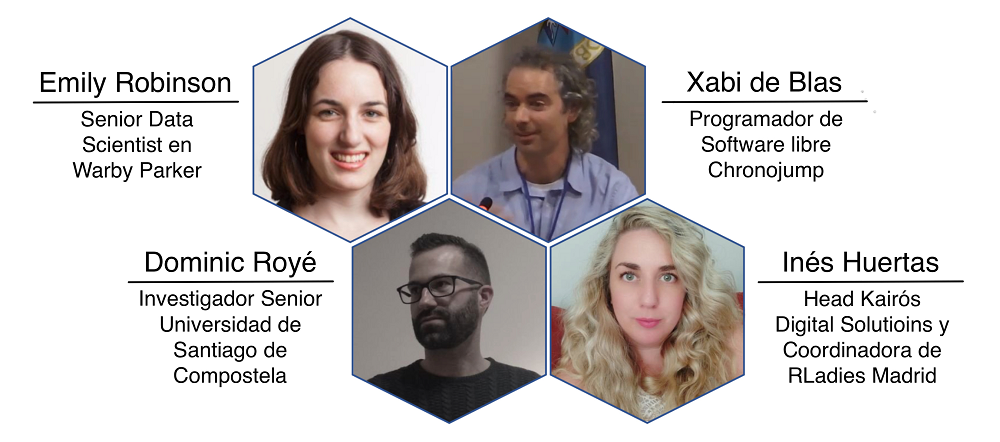 Emily Robinson
Senior Data
Scientist en
Warby Parker
Xabi de Blas
Programador de
Software libre
Chronojump
Dominic Royé
Investigador Senior
Universidad de
Santiago de
Compostela
Inés Huertas
Head Kairós
Digital Solutioins y
Coordinadora de
RLadies Madrid